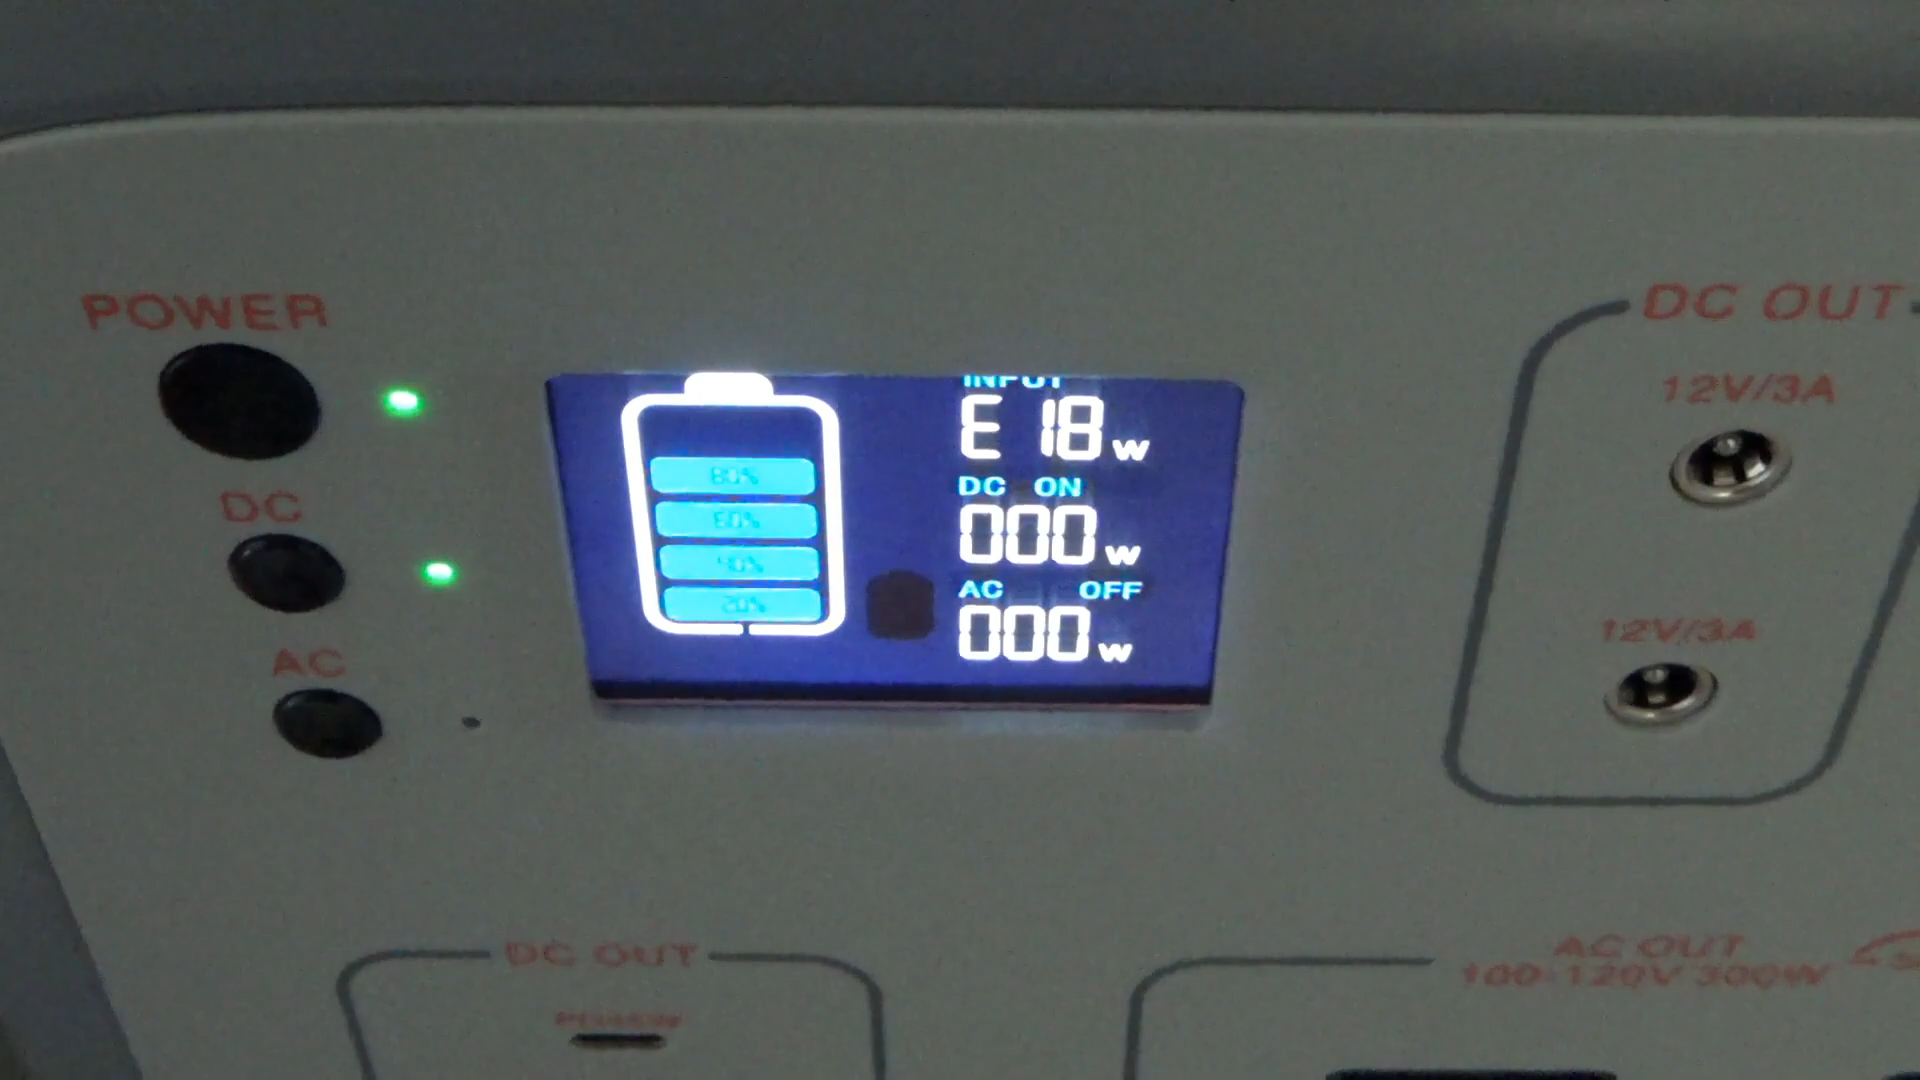 POWER
DC
AC
80%
60%
40%
20%
INPUT
E 18 w
DC ON
000 w
AC OFF
000 w
DC OUT
12V/3A
12V/3A
DC OUT
AC OUT
100-120V 300W